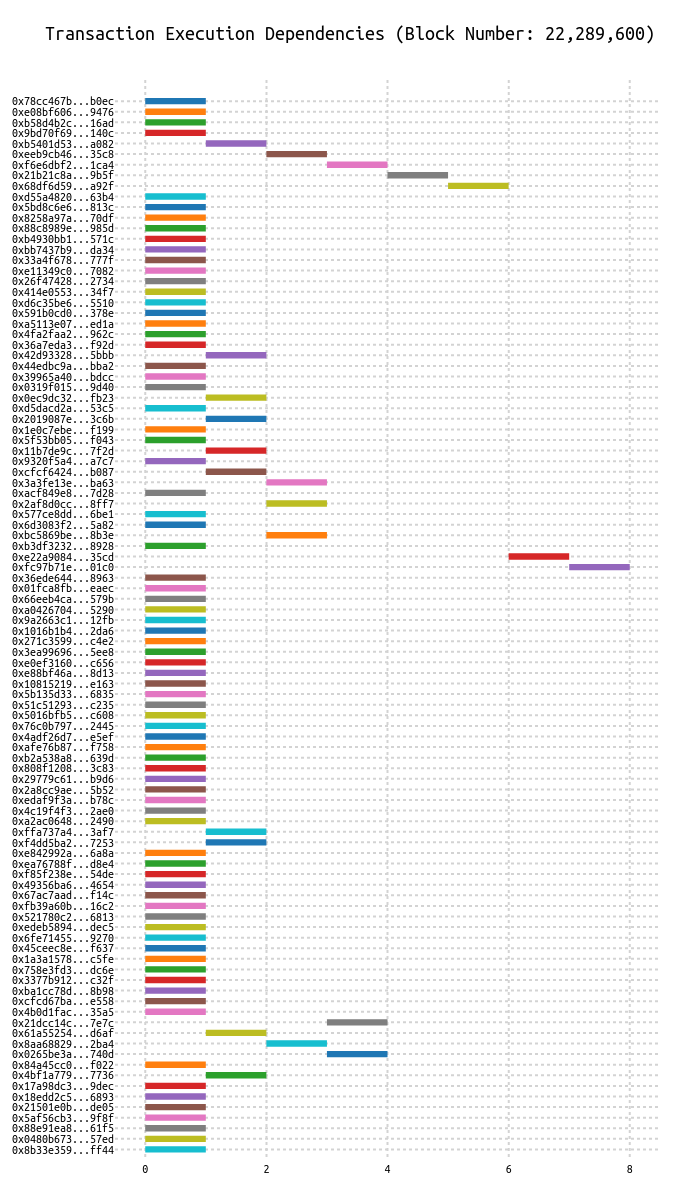 Transaction Execution Dependencies (Block Number: 22,289,600)
0x78cc467b...b0ec
0xe08bf606...9476
0xb58d4b2c...16ad
0x9bd70f69...140c
0xb5401d53...a082
0xeeb9cb46...35c8
0xf6e6dbf2...1ca4
0x21b21c8a...9b5f
0x68df6d59...a92f
0xd55a4820...63b4
0x5bd8c6e6...813c
0x8258a97a...70df
0x88c8989e...985d
0xb4930bb1...571c
0xbb7437b9...da34
0x33a4f678...777f
0xe11349c0...7082
0x26f47428...2734
0x414e0553...34f7
0xd6c35be6...5510
0x591b0cd0...378e
0xa5113e07...ed1a
0x4fa2faa2...962c
0x36a7eda3...f92d
0x42d93328...5bbb
0x44edbc9a...bba2
0x39965a40...bdcc
0x0319f015...9d40
0x0ec9dc32...fb23
0xd5dacd2a...53c5
0x2019087e...3c6b
0x1e0c7ebe...f199
0x5f53bb05...f043
0x11b7de9c...7f2d
0x9320f5a4...a7c7
0xcfcf6424...b087
0x3a3fe13e...ba63
0xacf849e8...7d28
0x2af8d0cc...8ff7
0x577ce8dd...6be1
0x6d3083f2...5a82
0xbc5869be...8b3e
0xb3df3232...8928
0xe22a9084...35cd
0xfc97b71e...01c0
0x36ede644...8963
0x01fca8fb...eaec
0x66eeb4ca...579b
0xa0426704...5290
0x9a2663c1...12fb
0x1016b1b4...2da6
0x271c3599...c4e2
0x3ea99696...5ee8
0xe0ef3160...c656
0xe88bf46a...8d13
0x10815219...e163
0x5b135d33...6835
0x51c51293...c235
0x5016bfb5...c608
0x76c0b797...2445
0x4adf26d7...e5ef
0xafe76b87...f758
0xb2a538a8...639d
0x808f1208...3c83
0x29779c61...b9d6
0x2a8cc9ae...5b52
0xedaf9f3a...b78c
0x4c19f4f3...2ae0
0xa2ac0648...2490
0xffa737a4...3af7
0xf4dd5ba2...7253
0xe842992a...6a8a
0xea76788f...d8e4
0xf85f238e...54de
0x49356ba6...4654
0x67ac7aad...f14c
0xfb39a60b...16c2
0x521780c2...6813
0xedeb5894...dec5
0x6fe71455...9270
0x45ceec8e...f637
0x1a3a1578...c5fe
0x758e3fd3...dc6e
0x3377b912...c32f
0xba1cc78d...8b98
0xcfcd67ba...e558
0x4b0d1fac...35a5
0x21dcc14c...7e7c
0x61a55254...d6af
0x8aa68829...2ba4
0x0265be3a...740d
0x84a45cc0...f022
0x4bf1a779...7736
0x17a98dc3...9dec
0x18edd2c5...6893
0x21501e0b...de05
0x5af56cb3...9f8f
0x88e91ea8...61f5
0x0480b673...57ed
0x8b33e359...ff44
0 2 4 6 8